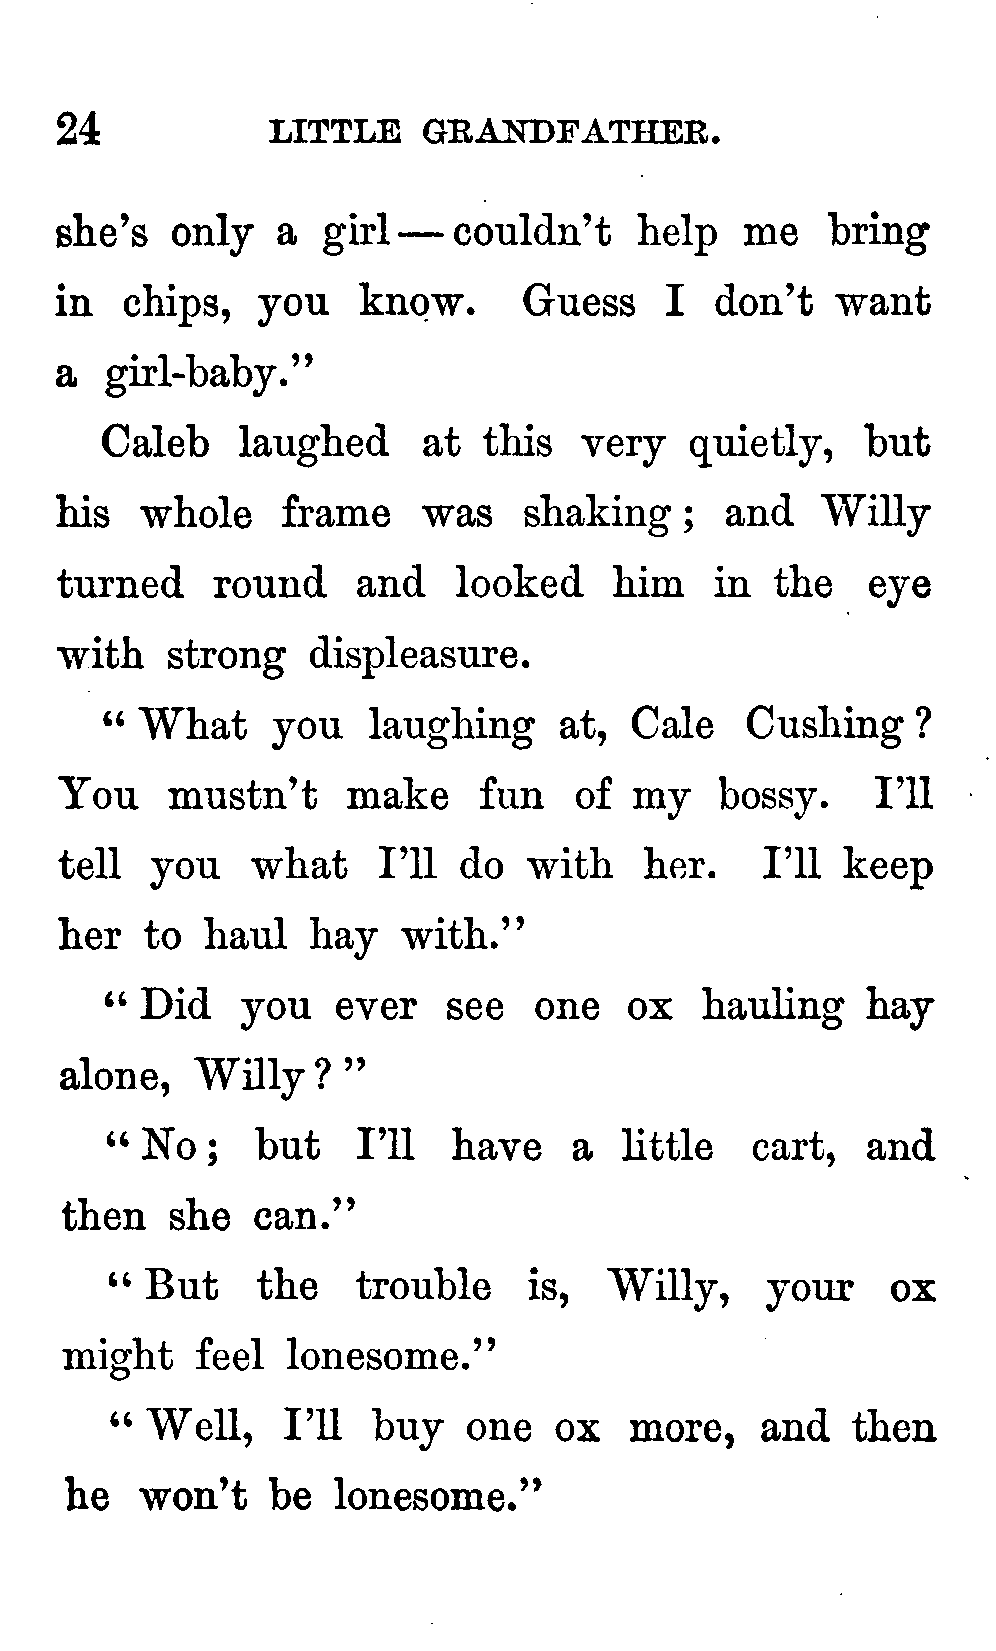 24 LITTLE GRANDFATHER.
she's only a girl — couldn't help me bring
in chips, you know. Guess I don't want
a girl-baby."
Caleb laughed at this very quietly, but
his whole frame was shaking; and Willy
turned round and looked him in the eye
with strong displeasure.
"What you laughing at, Cale Cushing?
You mustn't make fun of my bossy. I'll
tell you what I'll do with her. I'll keep
her to haul hay with."
"Did you ever see one ox hauling hay
alone, Willy?"
"No; but I'll have a little cart, and
then she can."
"But the trouble is, Willy, your ox
might feel lonesome."
"Well, I'll buy one ox more, and then
he won't be lonesome."